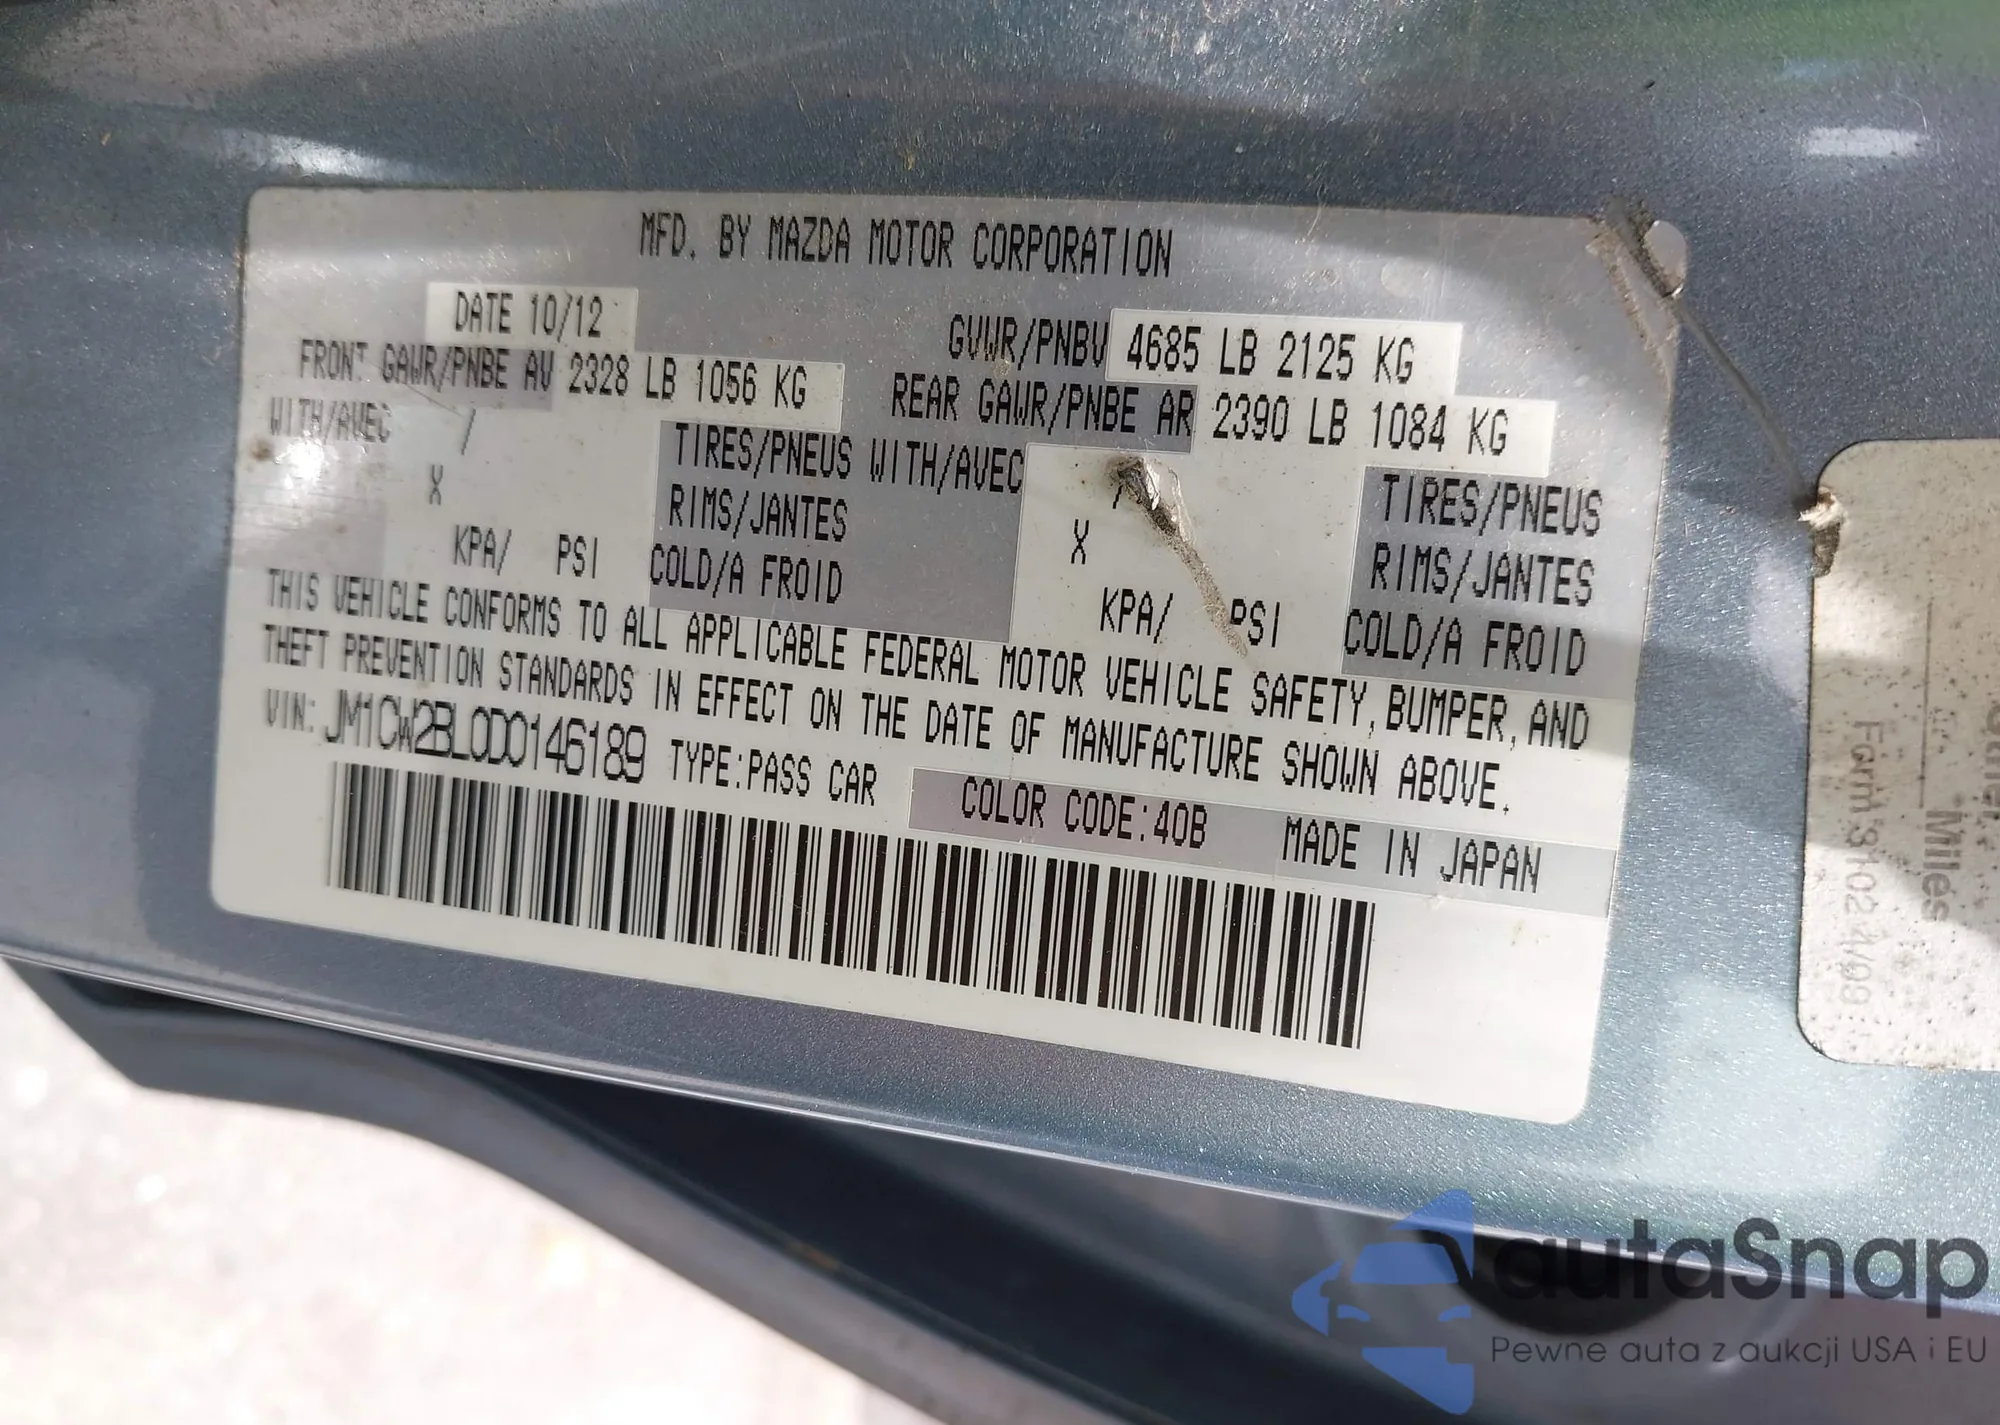 MFD. BY MAZDA MOTOR CORPORATION
DATE 10/12
GVWR/PNBV 4685 LB 2125 KG
FRONT GAWR/PNBE AV 2328 LB 1056 KG
REAR GAWR/PNBE AR 2390 LB 1084 KG
WITH/AVEC / TIRES/PNEUS WITH/AVEC / TIRES/PNEUS
X RIMS/JANTES X RIMS/JANTES
KPA/ PSI COLD/A FROID KPA/ PSI COLD/A FROID
THIS VEHICLE CONFORMS TO ALL APPLICABLE FEDERAL MOTOR VEHICLE SAFETY, BUMPER, AND
THEFT PREVENTION STANDARDS IN EFFECT ON THE DATE OF MANUFACTURE SHOWN ABOVE.
VIN: JM1CW2BL0D0146189 TYPE:PASS CAR
COLOR CODE:40B MADE IN JAPAN
Miles
Form 8102 4/09
autaSnap
Pewne auta z aukcji USA i EU